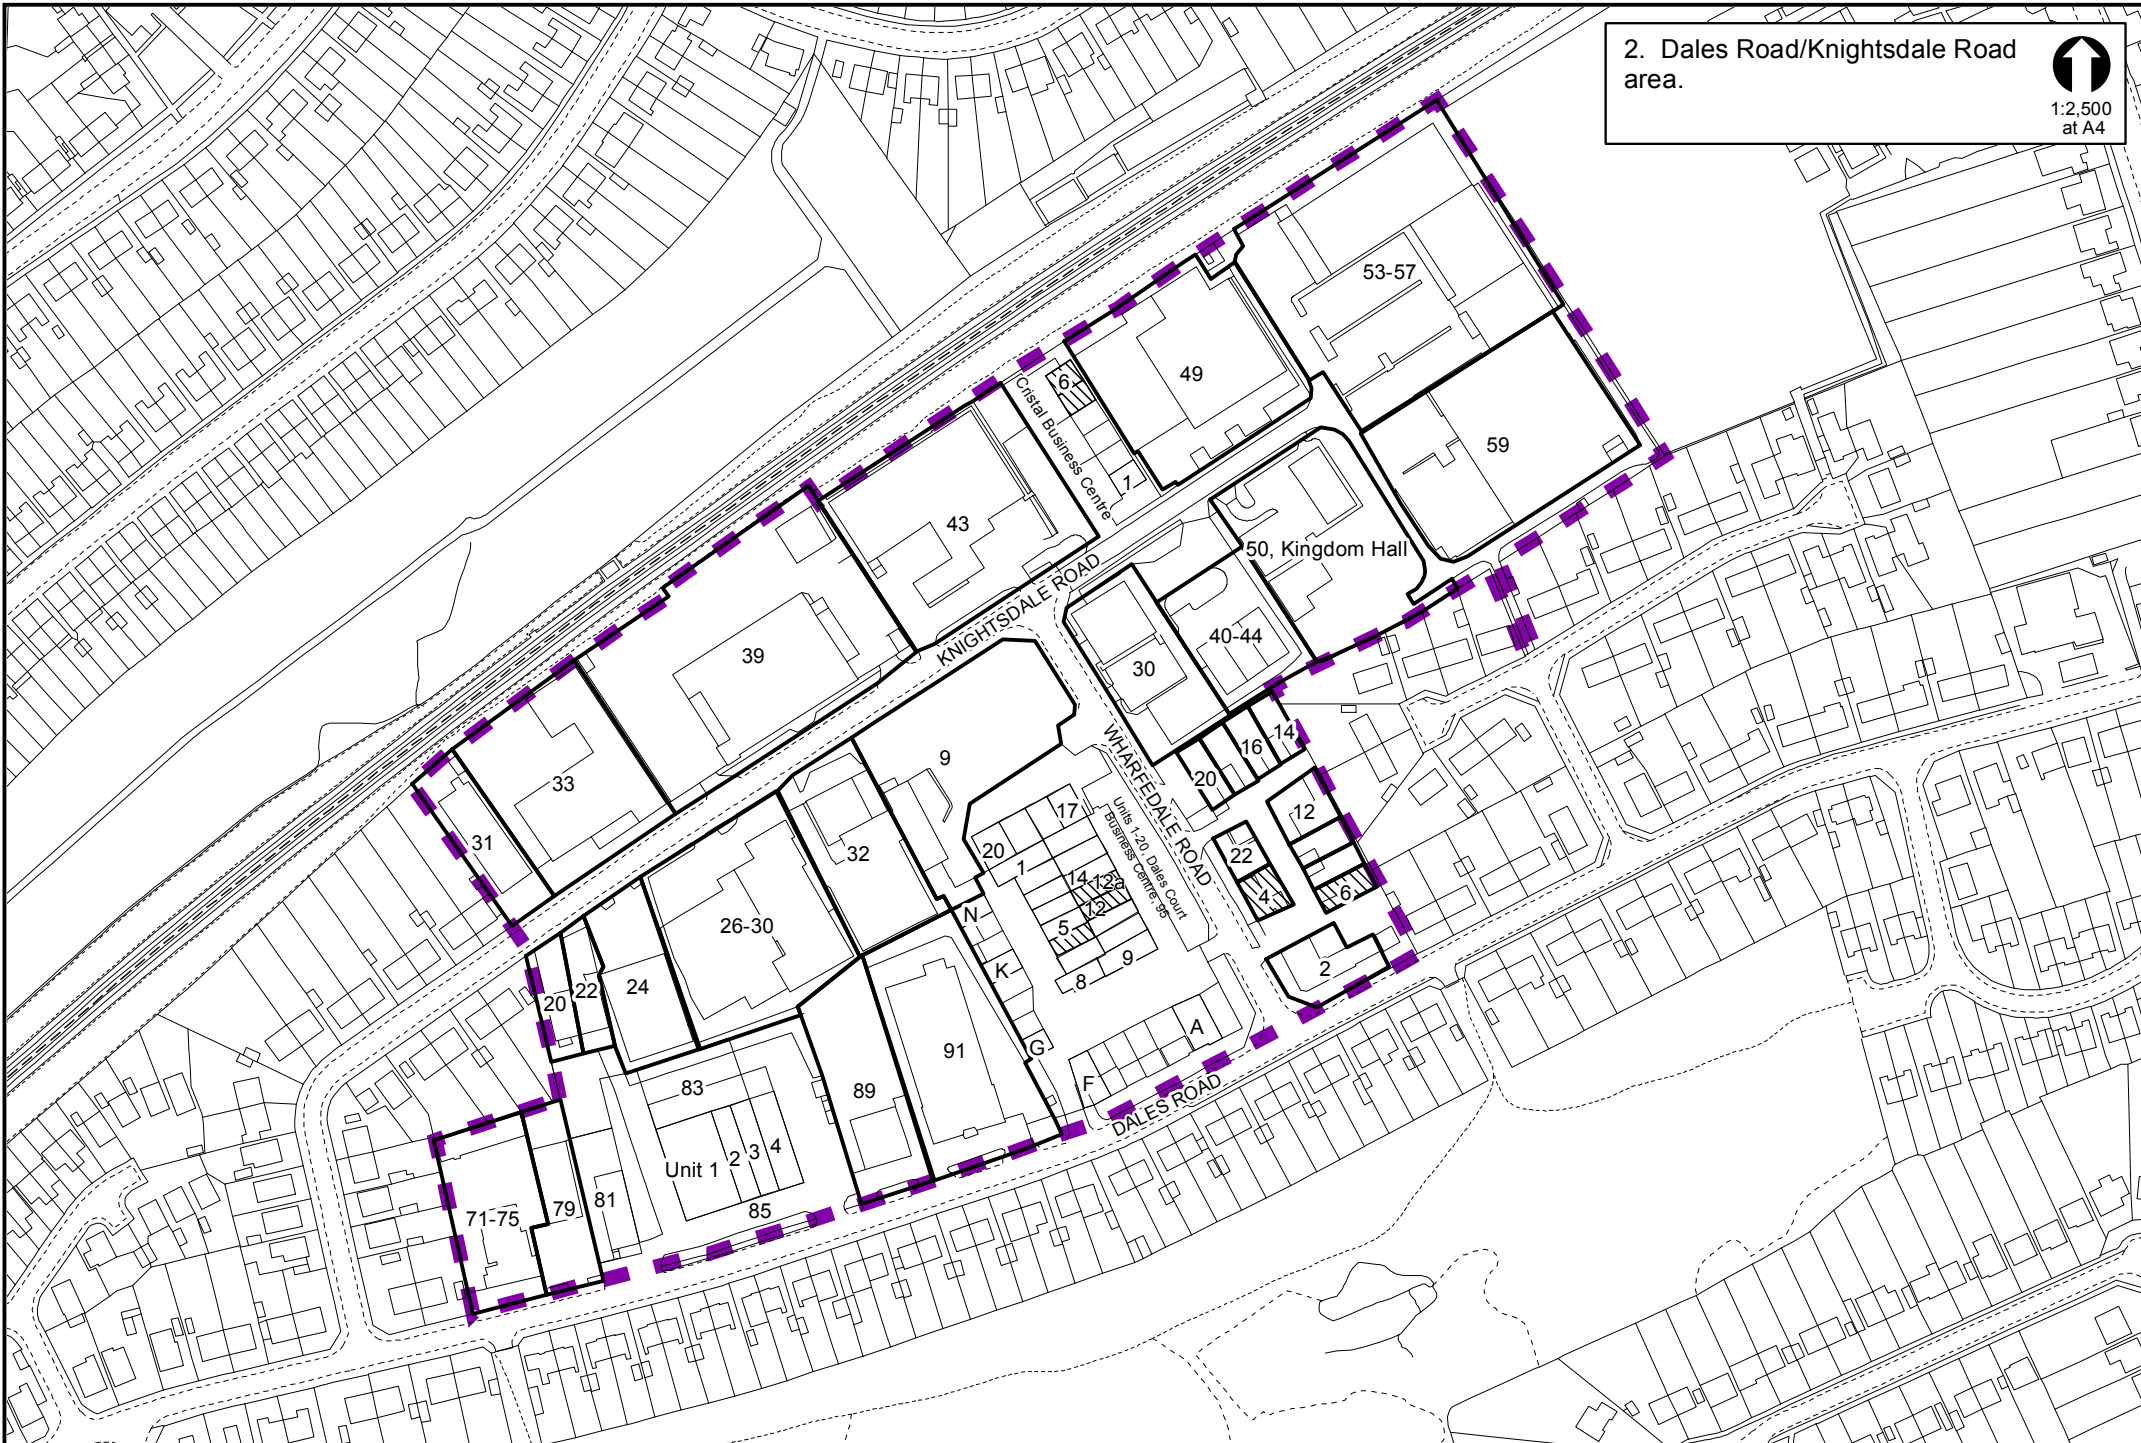 2. Dales Road/Knightsdale Road
area.
1:2,500
at A4
53-57
49
6
Cristal Business Centre
1
59
43
50, Kingdom Hall
KNIGHTSDALE ROAD
39
40-44
30
33
9
WHARFEDALE ROAD
14
16
20
12
31
32
17
Units 1-20, Dales Court
Business Centre, 95
20
1
22
14
12a
12
4
6
26-30
N
5
24
22
20
K
9
8
2
91
G
A
F
83
89
DALES ROAD
Unit 1
2
3
4
81
79
71-75
85